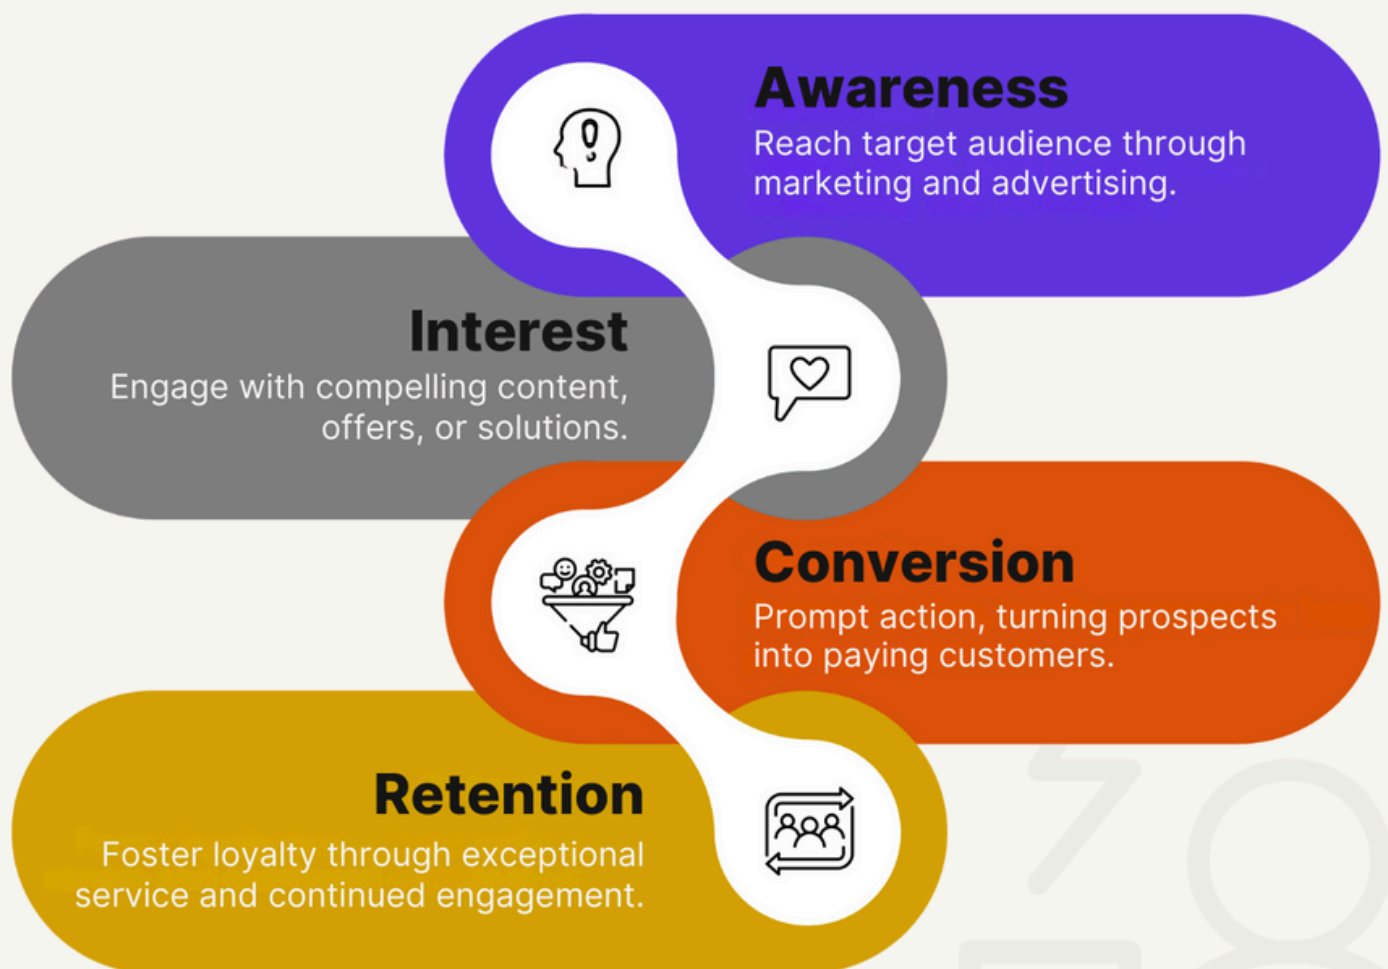 Awareness
Reach target audience through
marketing and advertising.
Interest
Engage with compelling content,
offers, or solutions.
Conversion
Prompt action, turning prospects
into paying customers.
Retention
Foster loyalty through exceptional
service and continued engagement.